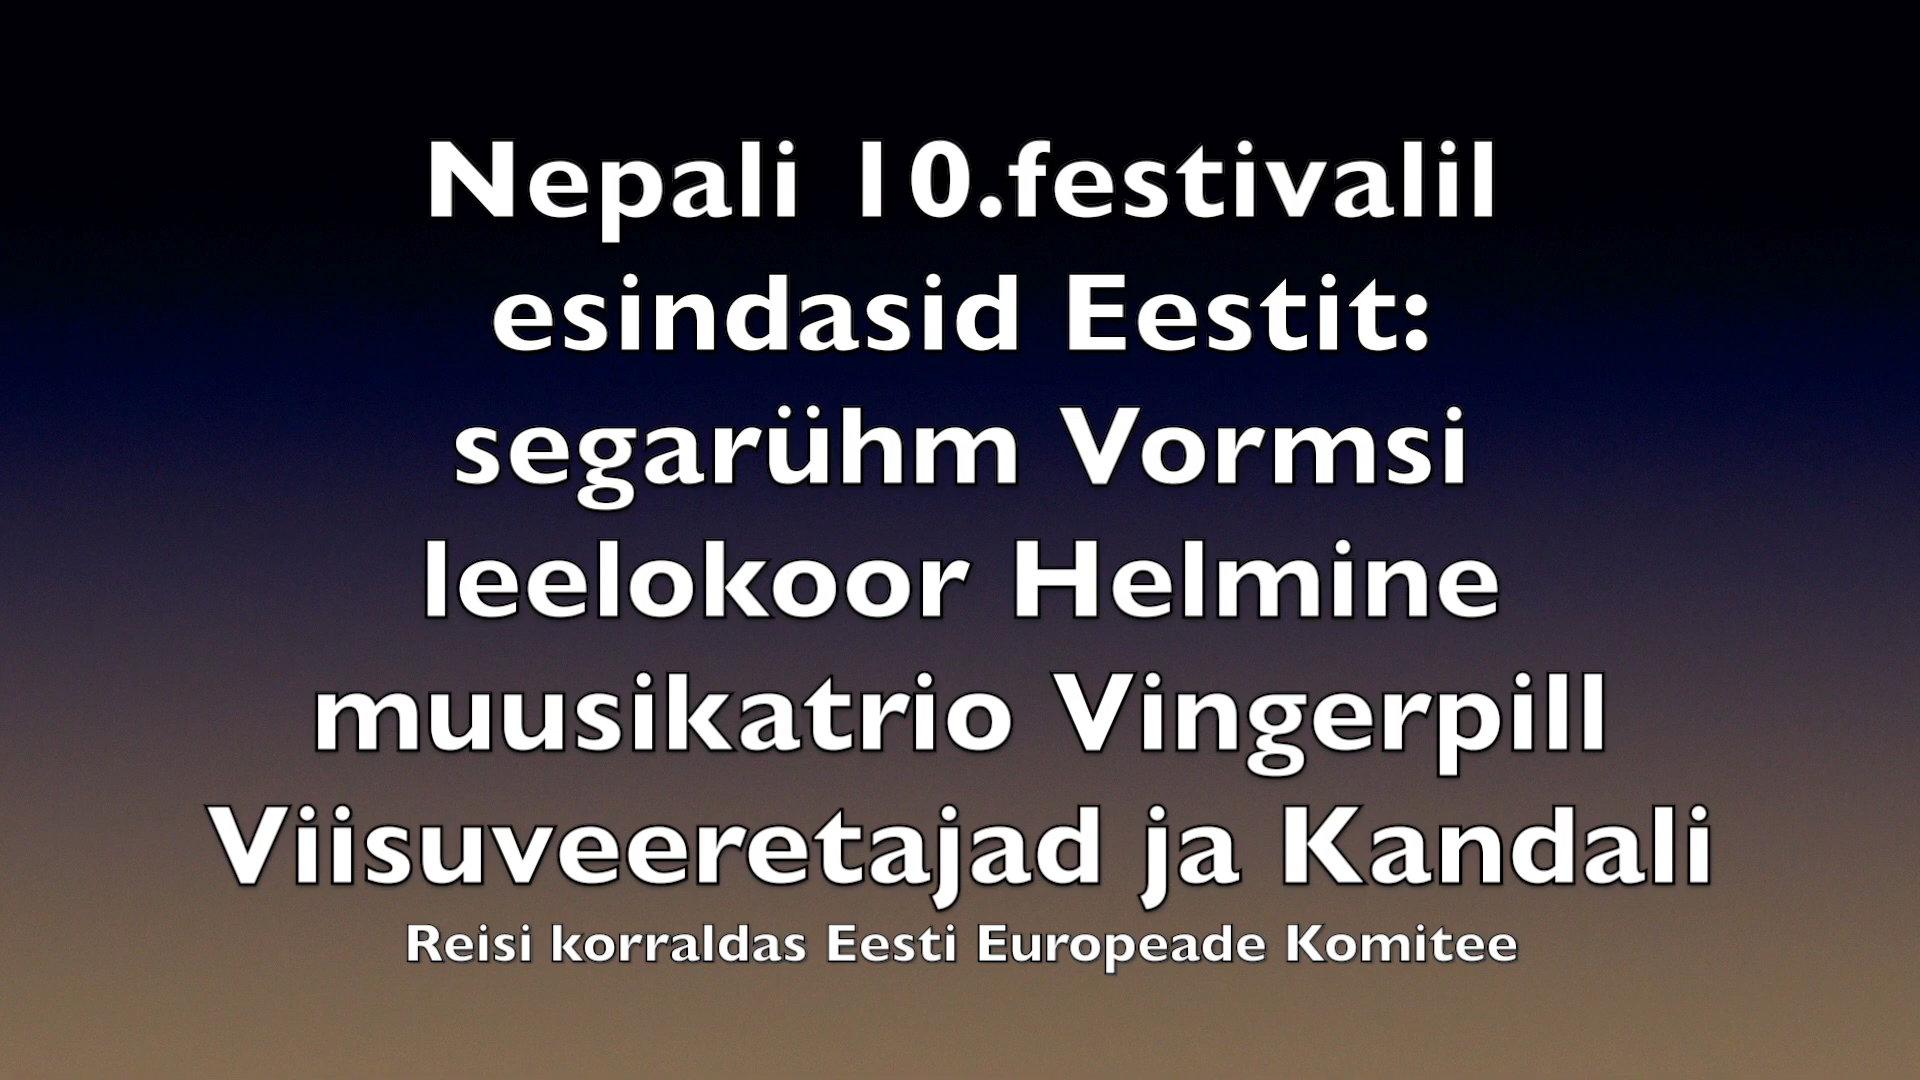 Nepali 10.festivalil
esindasid Eestit:
segarühm Vormsi
leelokoor Helmine
muusikatrio Vingerpill
Viisuveeretajad ja Kandali
Reisi korraldas Eesti Europeade Komitee